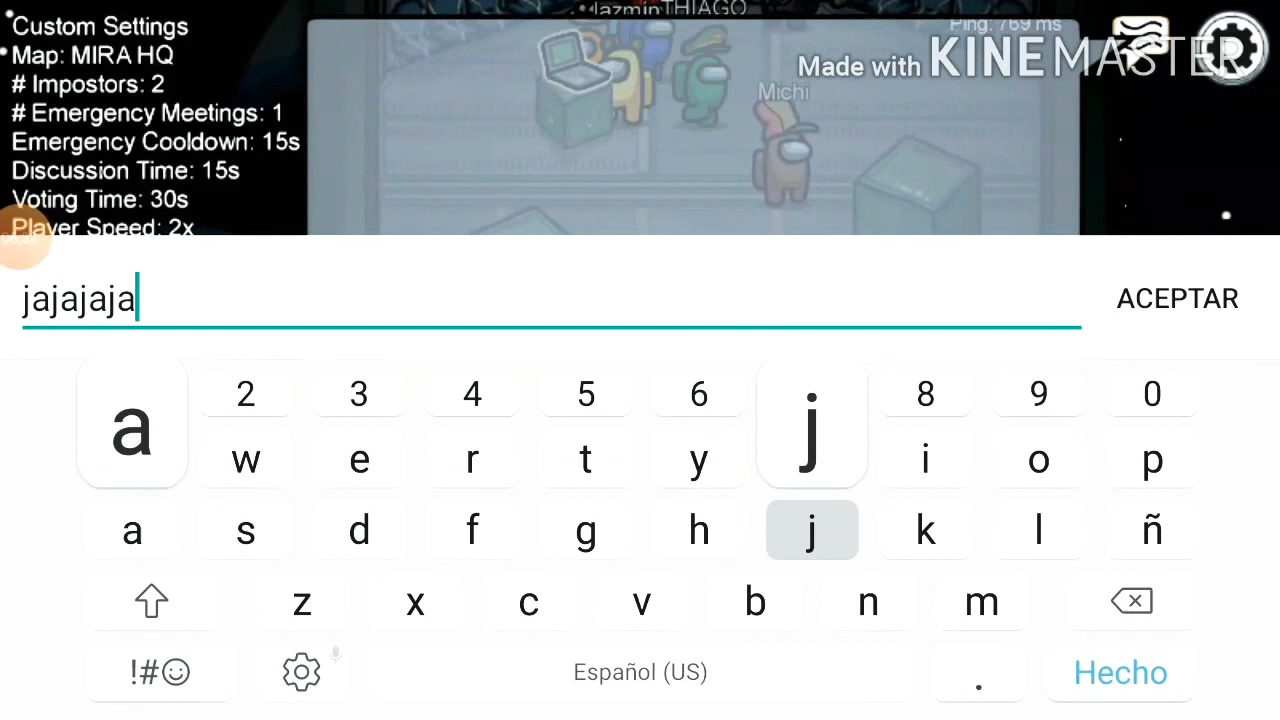 JazminTHIAGO
Custom Settings
Ping: 769 ms
Map: MIRA HQ
Made with KINEMASTER
# Impostors: 2
Michi
# Emergency Meetings: 1
Emergency Cooldown: 15s
Discussion Time: 15s
Voting Time: 30s
Player Speed: 2x
jajajaja
ACEPTAR
a 2 3 4 5 6 j 8 9 0
w e r t y i o p
a s d f g h j k l ñ
z x c v b n m
!#☺ Español (US) . Hecho